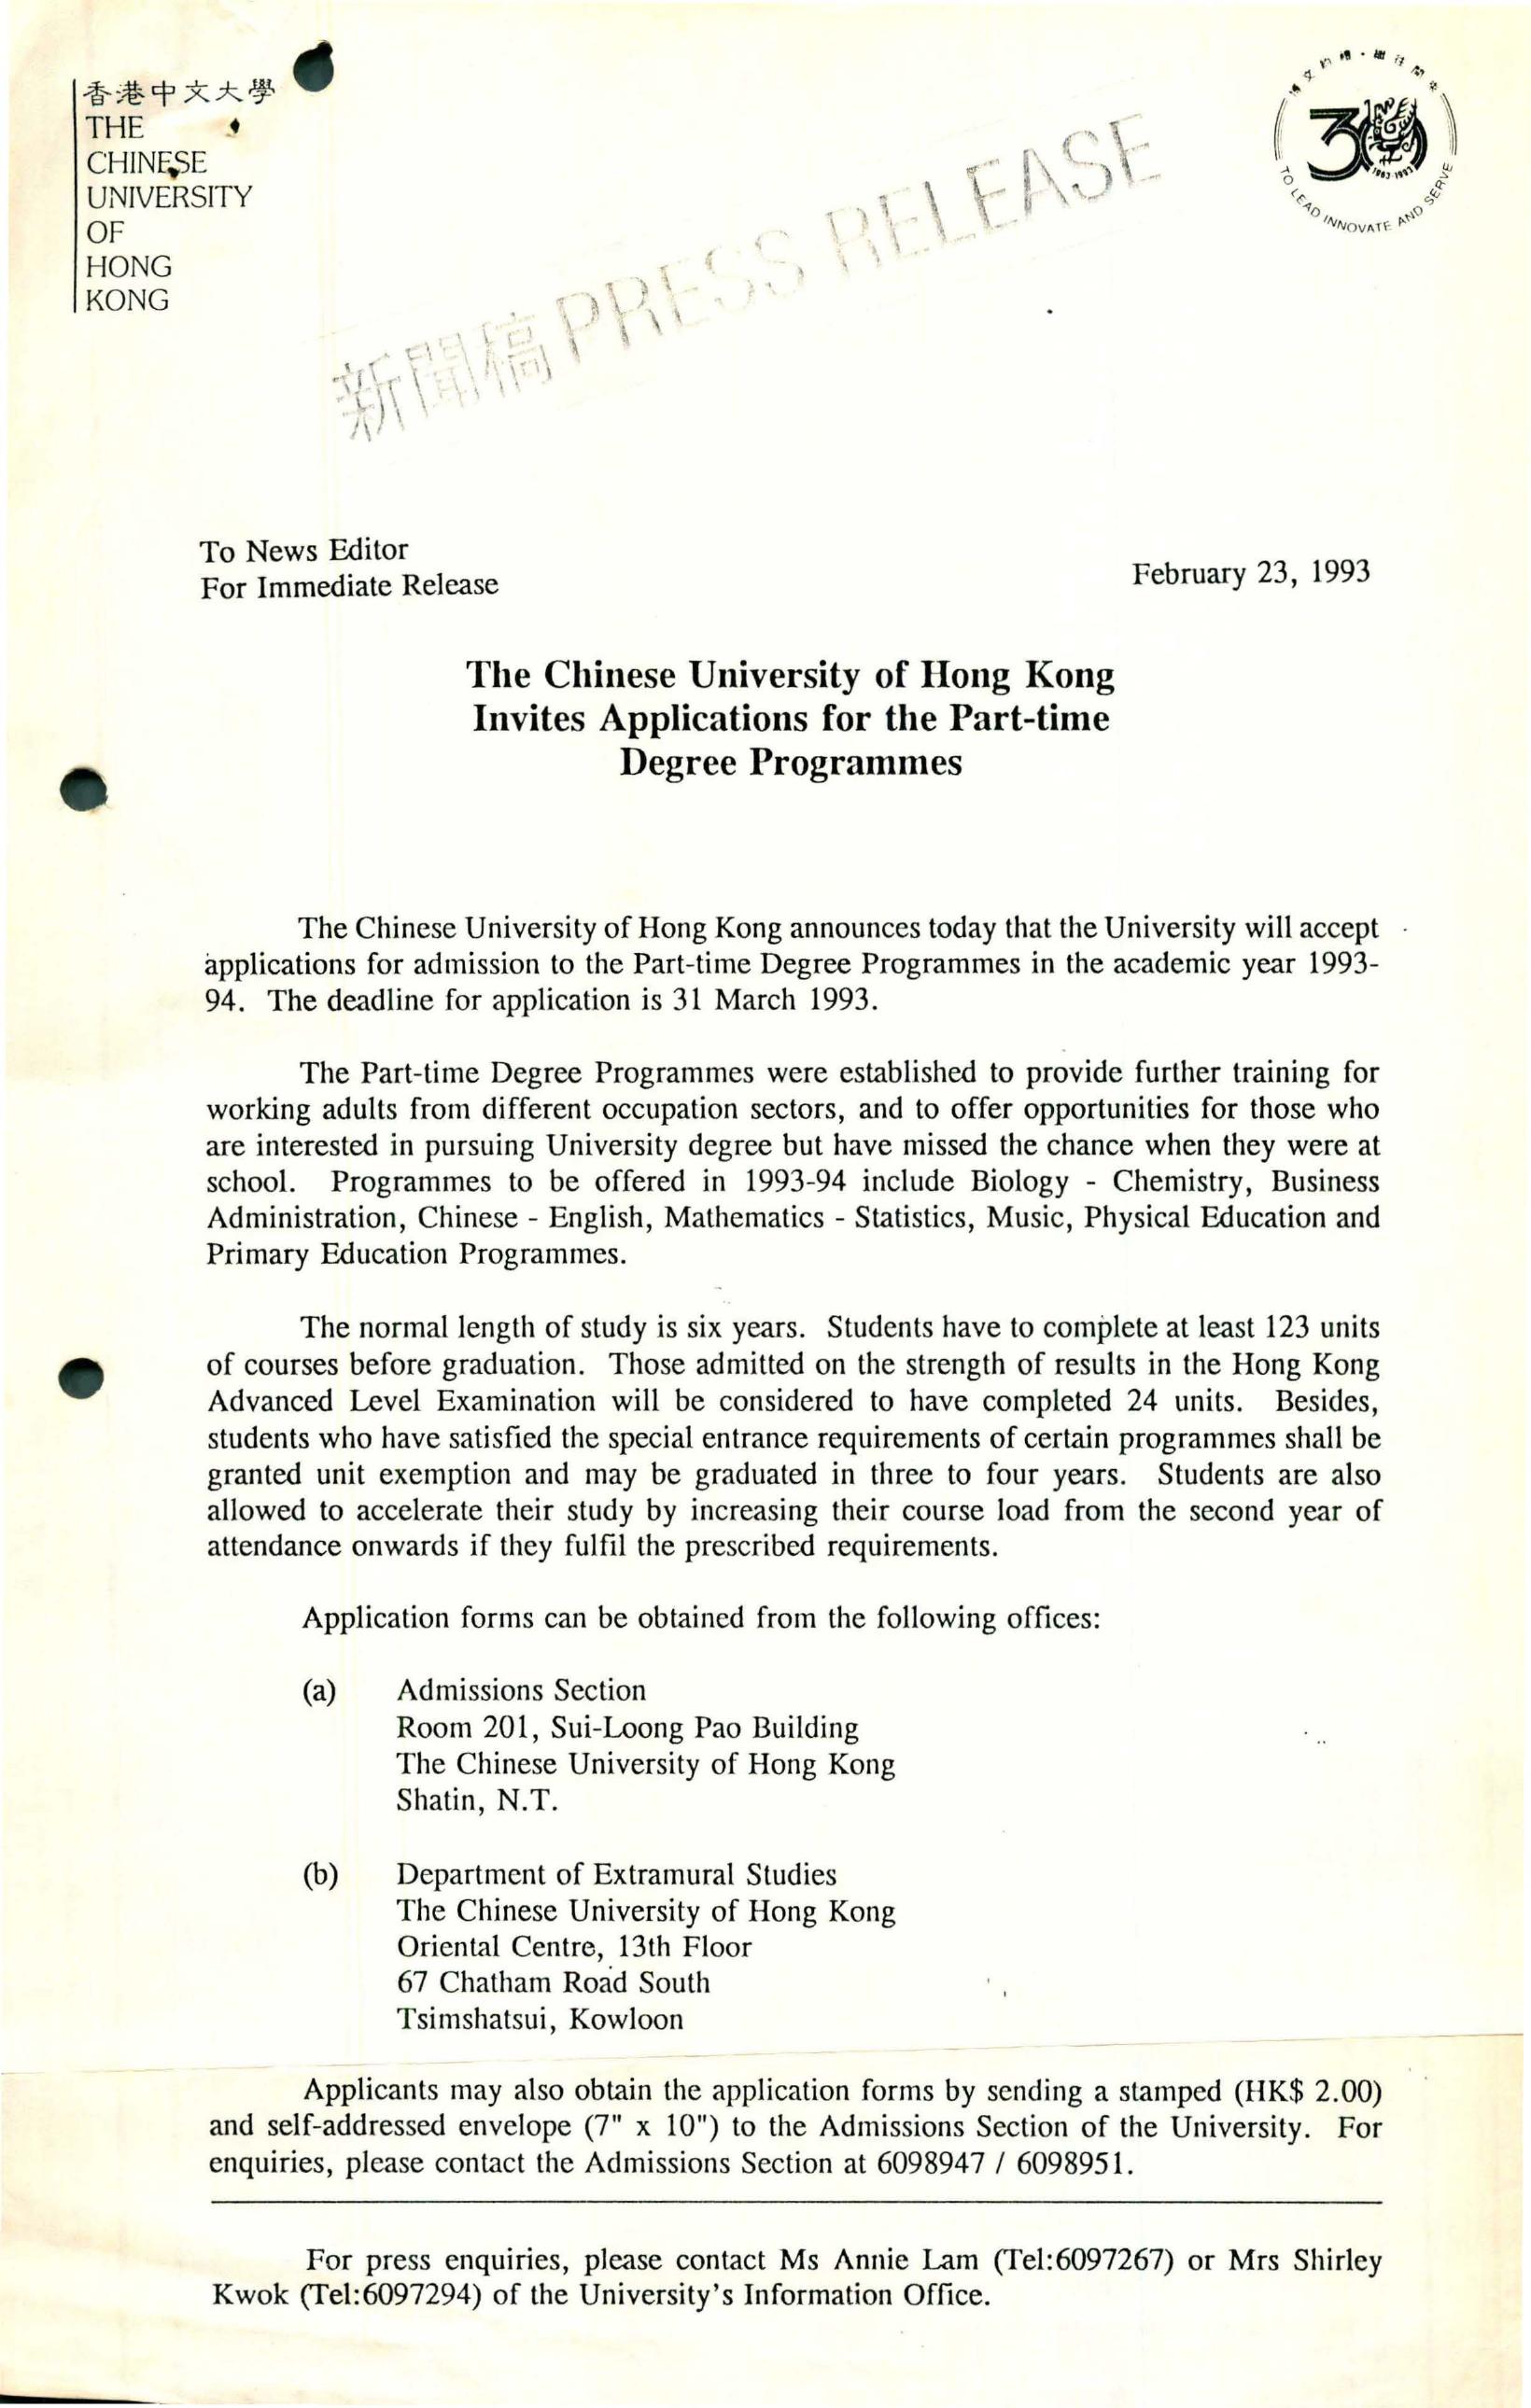 香港中文大學
THE
CHINESE
UNIVERSITY
OF
HONG
KONG
30
1963-1993
TO LEAD INNOVATE AND SERVE
新聞稿 PRESS RELEASE
To News Editor
For Immediate Release
February 23, 1993
The Chinese University of Hong Kong
Invites Applications for the Part-time
Degree Programmes
The Chinese University of Hong Kong announces today that the University will accept
applications for admission to the Part-time Degree Programmes in the academic year 1993-
94. The deadline for application is 31 March 1993.
The Part-time Degree Programmes were established to provide further training for
working adults from different occupation sectors, and to offer opportunities for those who
are interested in pursuing University degree but have missed the chance when they were at
school. Programmes to be offered in 1993-94 include Biology - Chemistry, Business
Administration, Chinese - English, Mathematics - Statistics, Music, Physical Education and
Primary Education Programmes.
The normal length of study is six years. Students have to complete at least 123 units
of courses before graduation. Those admitted on the strength of results in the Hong Kong
Advanced Level Examination will be considered to have completed 24 units. Besides,
students who have satisfied the special entrance requirements of certain programmes shall be
granted unit exemption and may be graduated in three to four years. Students are also
allowed to accelerate their study by increasing their course load from the second year of
attendance onwards if they fulfil the prescribed requirements.
Application forms can be obtained from the following offices:
(a) Admissions Section
Room 201, Sui-Loong Pao Building
The Chinese University of Hong Kong
Shatin, N.T.
(b) Department of Extramural Studies
The Chinese University of Hong Kong
Oriental Centre, 13th Floor
67 Chatham Road South
Tsimshatsui, Kowloon
Applicants may also obtain the application forms by sending a stamped (HK$ 2.00)
and self-addressed envelope (7" x 10") to the Admissions Section of the University. For
enquiries, please contact the Admissions Section at 6098947 / 6098951.
For press enquiries, please contact Ms Annie Lam (Tel:6097267) or Mrs Shirley
Kwok (Tel:6097294) of the University's Information Office.